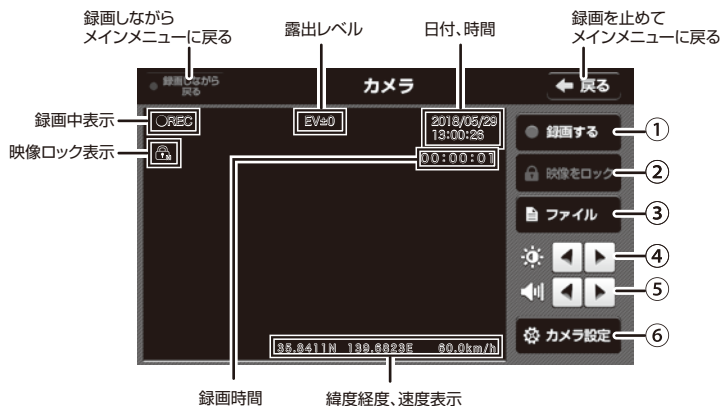 録画しながら
メインメニューに戻る
露出レベル
日付、時間
録画を止めて
メインメニューに戻る
録画しながら
戻る
カメラ
戻る
録画中表示
○REC
EV±0
2018/05/29
13:00:26
録画する
①
映像ロック表示
00:00:01
映像をロック
②
ファイル
③
④
⑤
カメラ設定
⑥
35.8411N 139.6823E 60.0km/h
録画時間
緯度経度、速度表示